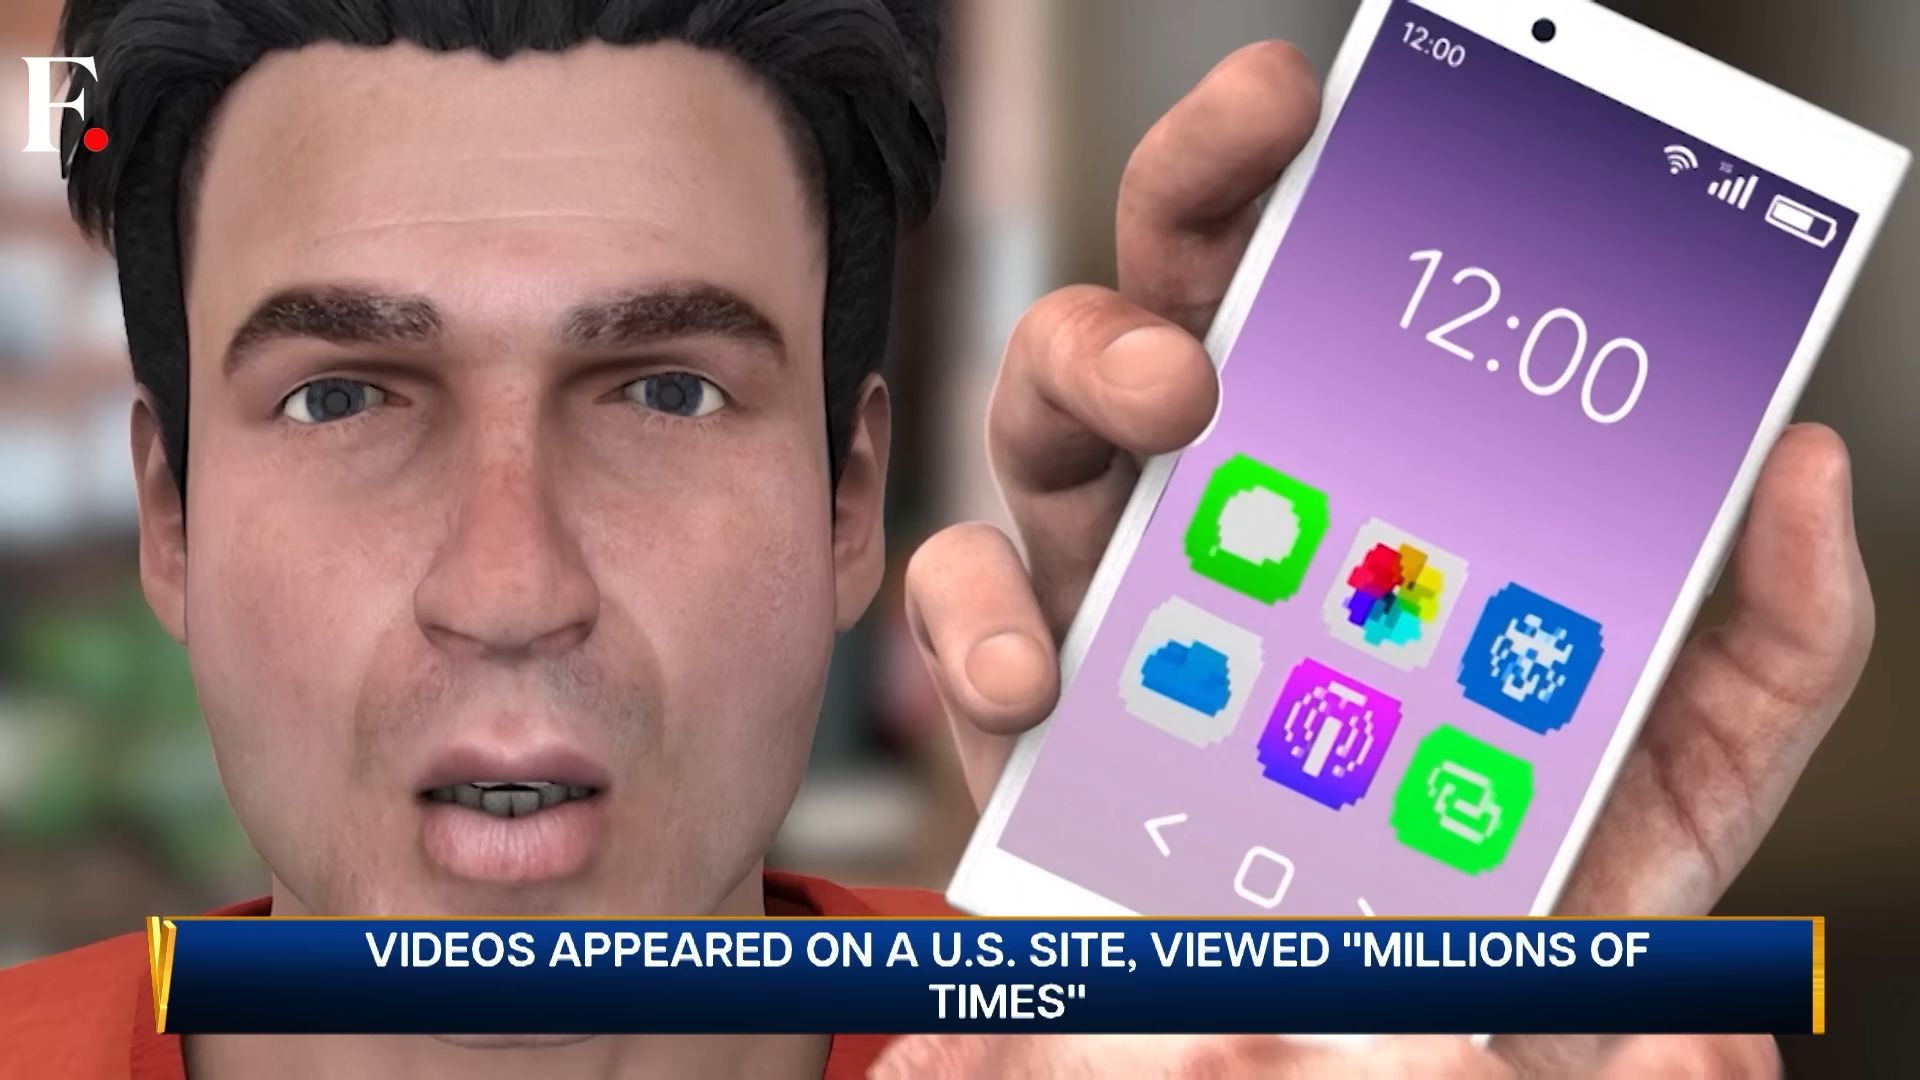 F.
12:00
12:00
VIDEOS APPEARED ON A U.S. SITE, VIEWED "MILLIONS OF
TIMES"